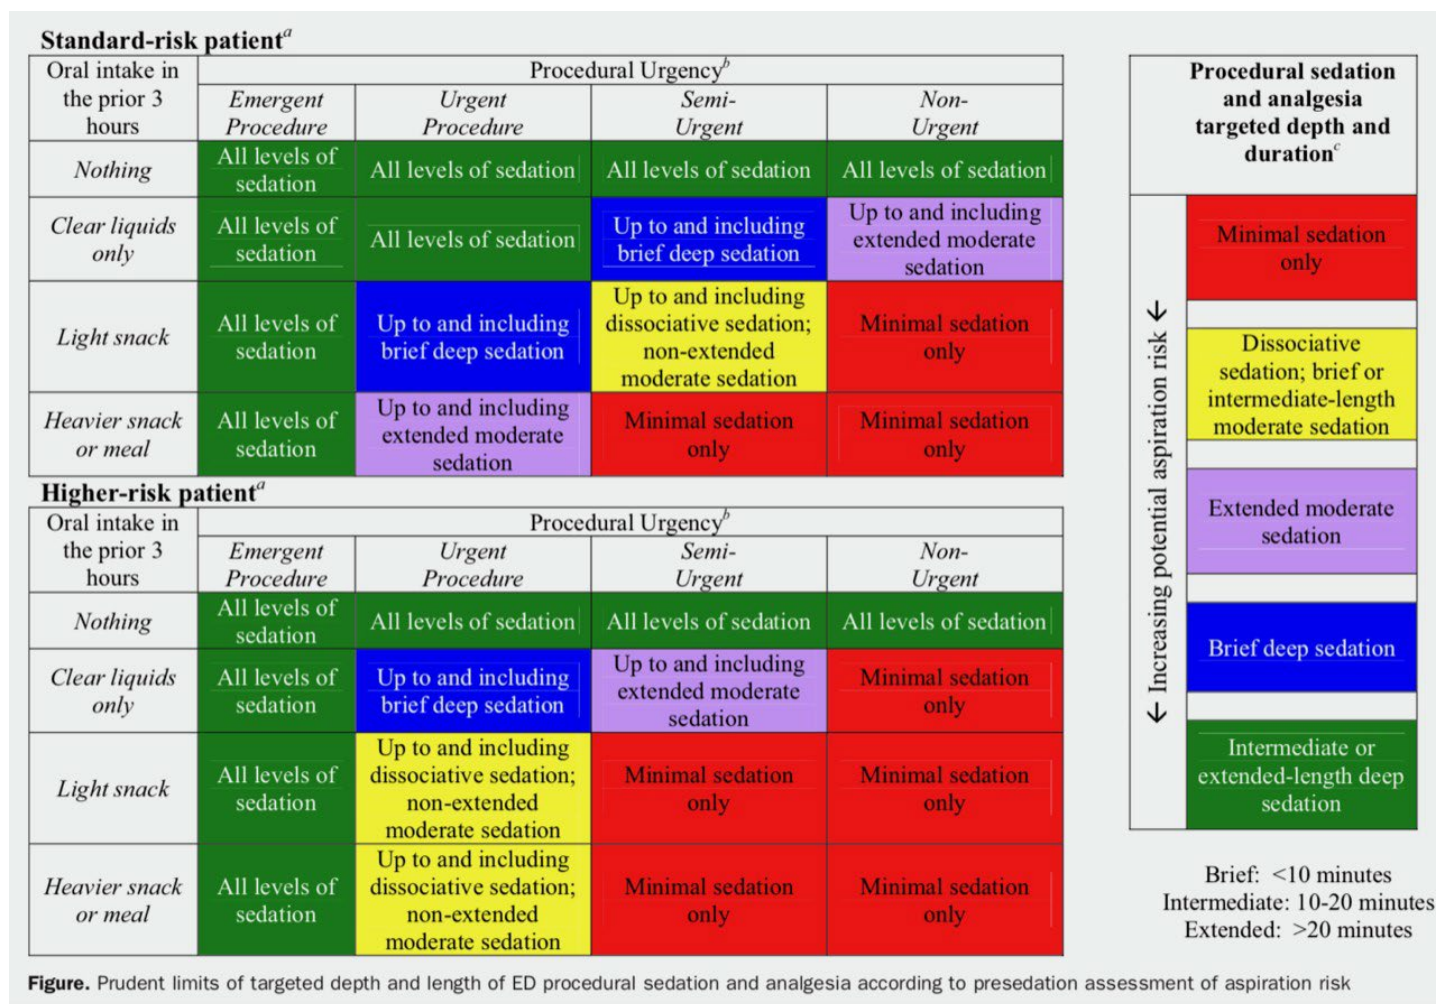 Standard-risk patientᵃ
Oral intake in
the prior 3
hours
Procedural Urgencyᵇ
Emergent
Procedure
Urgent
Procedure
Semi-
Urgent
Non-
Urgent
Nothing
All levels of
sedation
All levels of sedation
All levels of sedation
All levels of sedation
Clear liquids
only
All levels of
sedation
All levels of sedation
Up to and including
brief deep sedation
Up to and including
extended moderate
sedation
Light snack
All levels of
sedation
Up to and including
brief deep sedation
Up to and including
dissociative sedation;
non-extended
moderate sedation
Minimal sedation
only
Heavier snack
or meal
All levels of
sedation
Up to and including
extended moderate
sedation
Minimal sedation
only
Minimal sedation
only
Higher-risk patientᵃ
Oral intake in
the prior 3
hours
Procedural Urgencyᵇ
Emergent
Procedure
Urgent
Procedure
Semi-
Urgent
Non-
Urgent
Nothing
All levels of
sedation
All levels of sedation
All levels of sedation
All levels of sedation
Clear liquids
only
All levels of
sedation
Up to and including
brief deep sedation
Up to and including
extended moderate
sedation
Minimal sedation
only
Light snack
All levels of
sedation
Up to and including
dissociative sedation;
non-extended
moderate sedation
Minimal sedation
only
Minimal sedation
only
Heavier snack
or meal
All levels of
sedation
Up to and including
dissociative sedation;
non-extended
moderate sedation
Minimal sedation
only
Minimal sedation
only
Procedural sedation
and analgesia
targeted depth and
durationᶜ
← Increasing potential aspiration risk →
Minimal sedation
only
Dissociative
sedation; brief or
intermediate-length
moderate sedation
Extended moderate
sedation
Brief deep sedation
Intermediate or
extended-length deep
sedation
Brief: <10 minutes
Intermediate: 10-20 minutes
Extended: >20 minutes
Figure. Prudent limits of targeted depth and length of ED procedural sedation and analgesia according to presedation assessment of aspiration risk